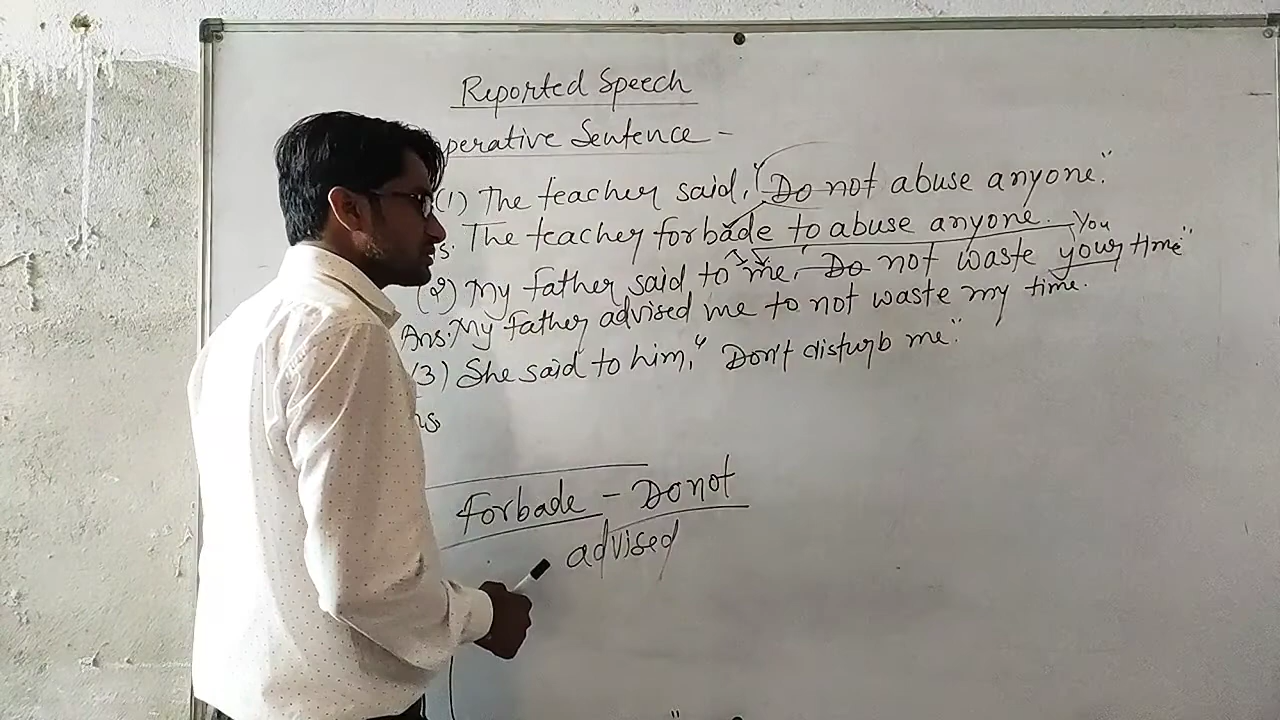 Reported Speech
perative Sentence -
(1) The teacher said, "Do not abuse anyone."
s. The teacher forbade to abuse anyone.
You
(2) My father said to me, Do not waste your time"
Ans. My father advised me to not waste my time.
(3) She said to him, "Don't disturb me."
ns
Forbade - Do not
advised